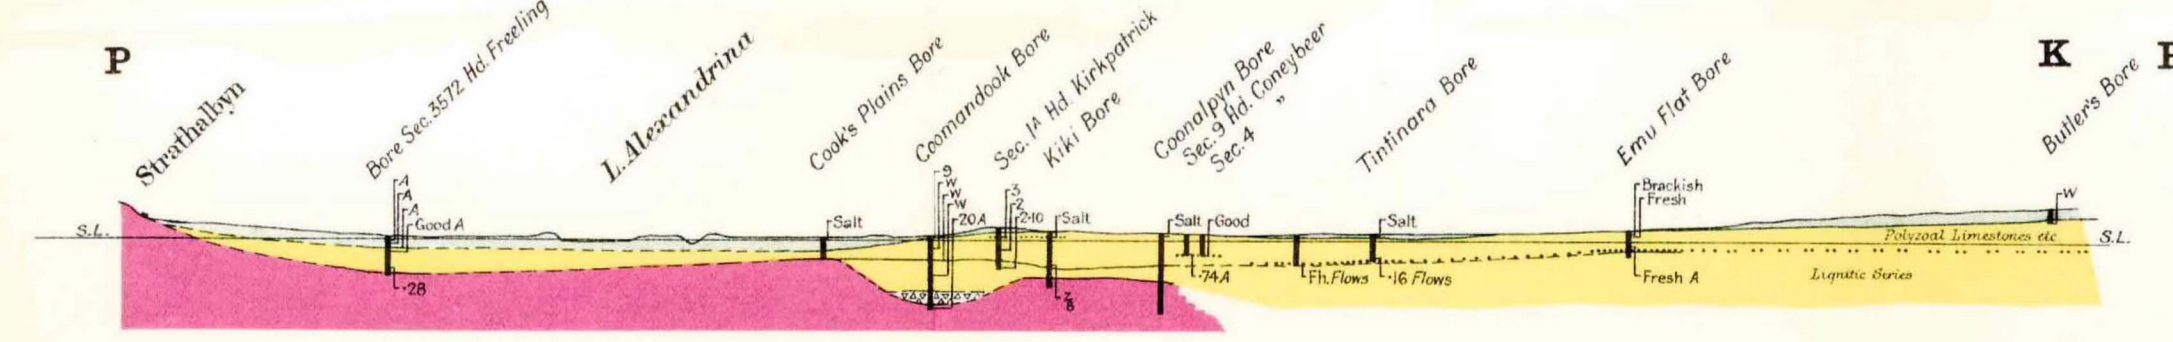 P
K
Strathalbyn
Bore Sec. 3572 Hd. Freeling
L. Alexandrina
Cook's Plains Bore
Coomandook Bore
Sec. 1A Hd. Kirkpatrick
Kiki Bore
Coonalpyn Bore
Sec. 9 Hd. Coneybeer
Sec. 4 "
Tintinara Bore
Emu Flat Bore
Butler's Bore
S.L.
A
A
A
Good A
·28
Salt
9
W
W
W
20A
3
2
2·10
Salt
Salt
Good
·74A
Fh. Flows
Salt
·16 Flows
Brackish
Fresh
Fresh A
W
Polyzoal Limestones etc
S.L.
Lignitic Series